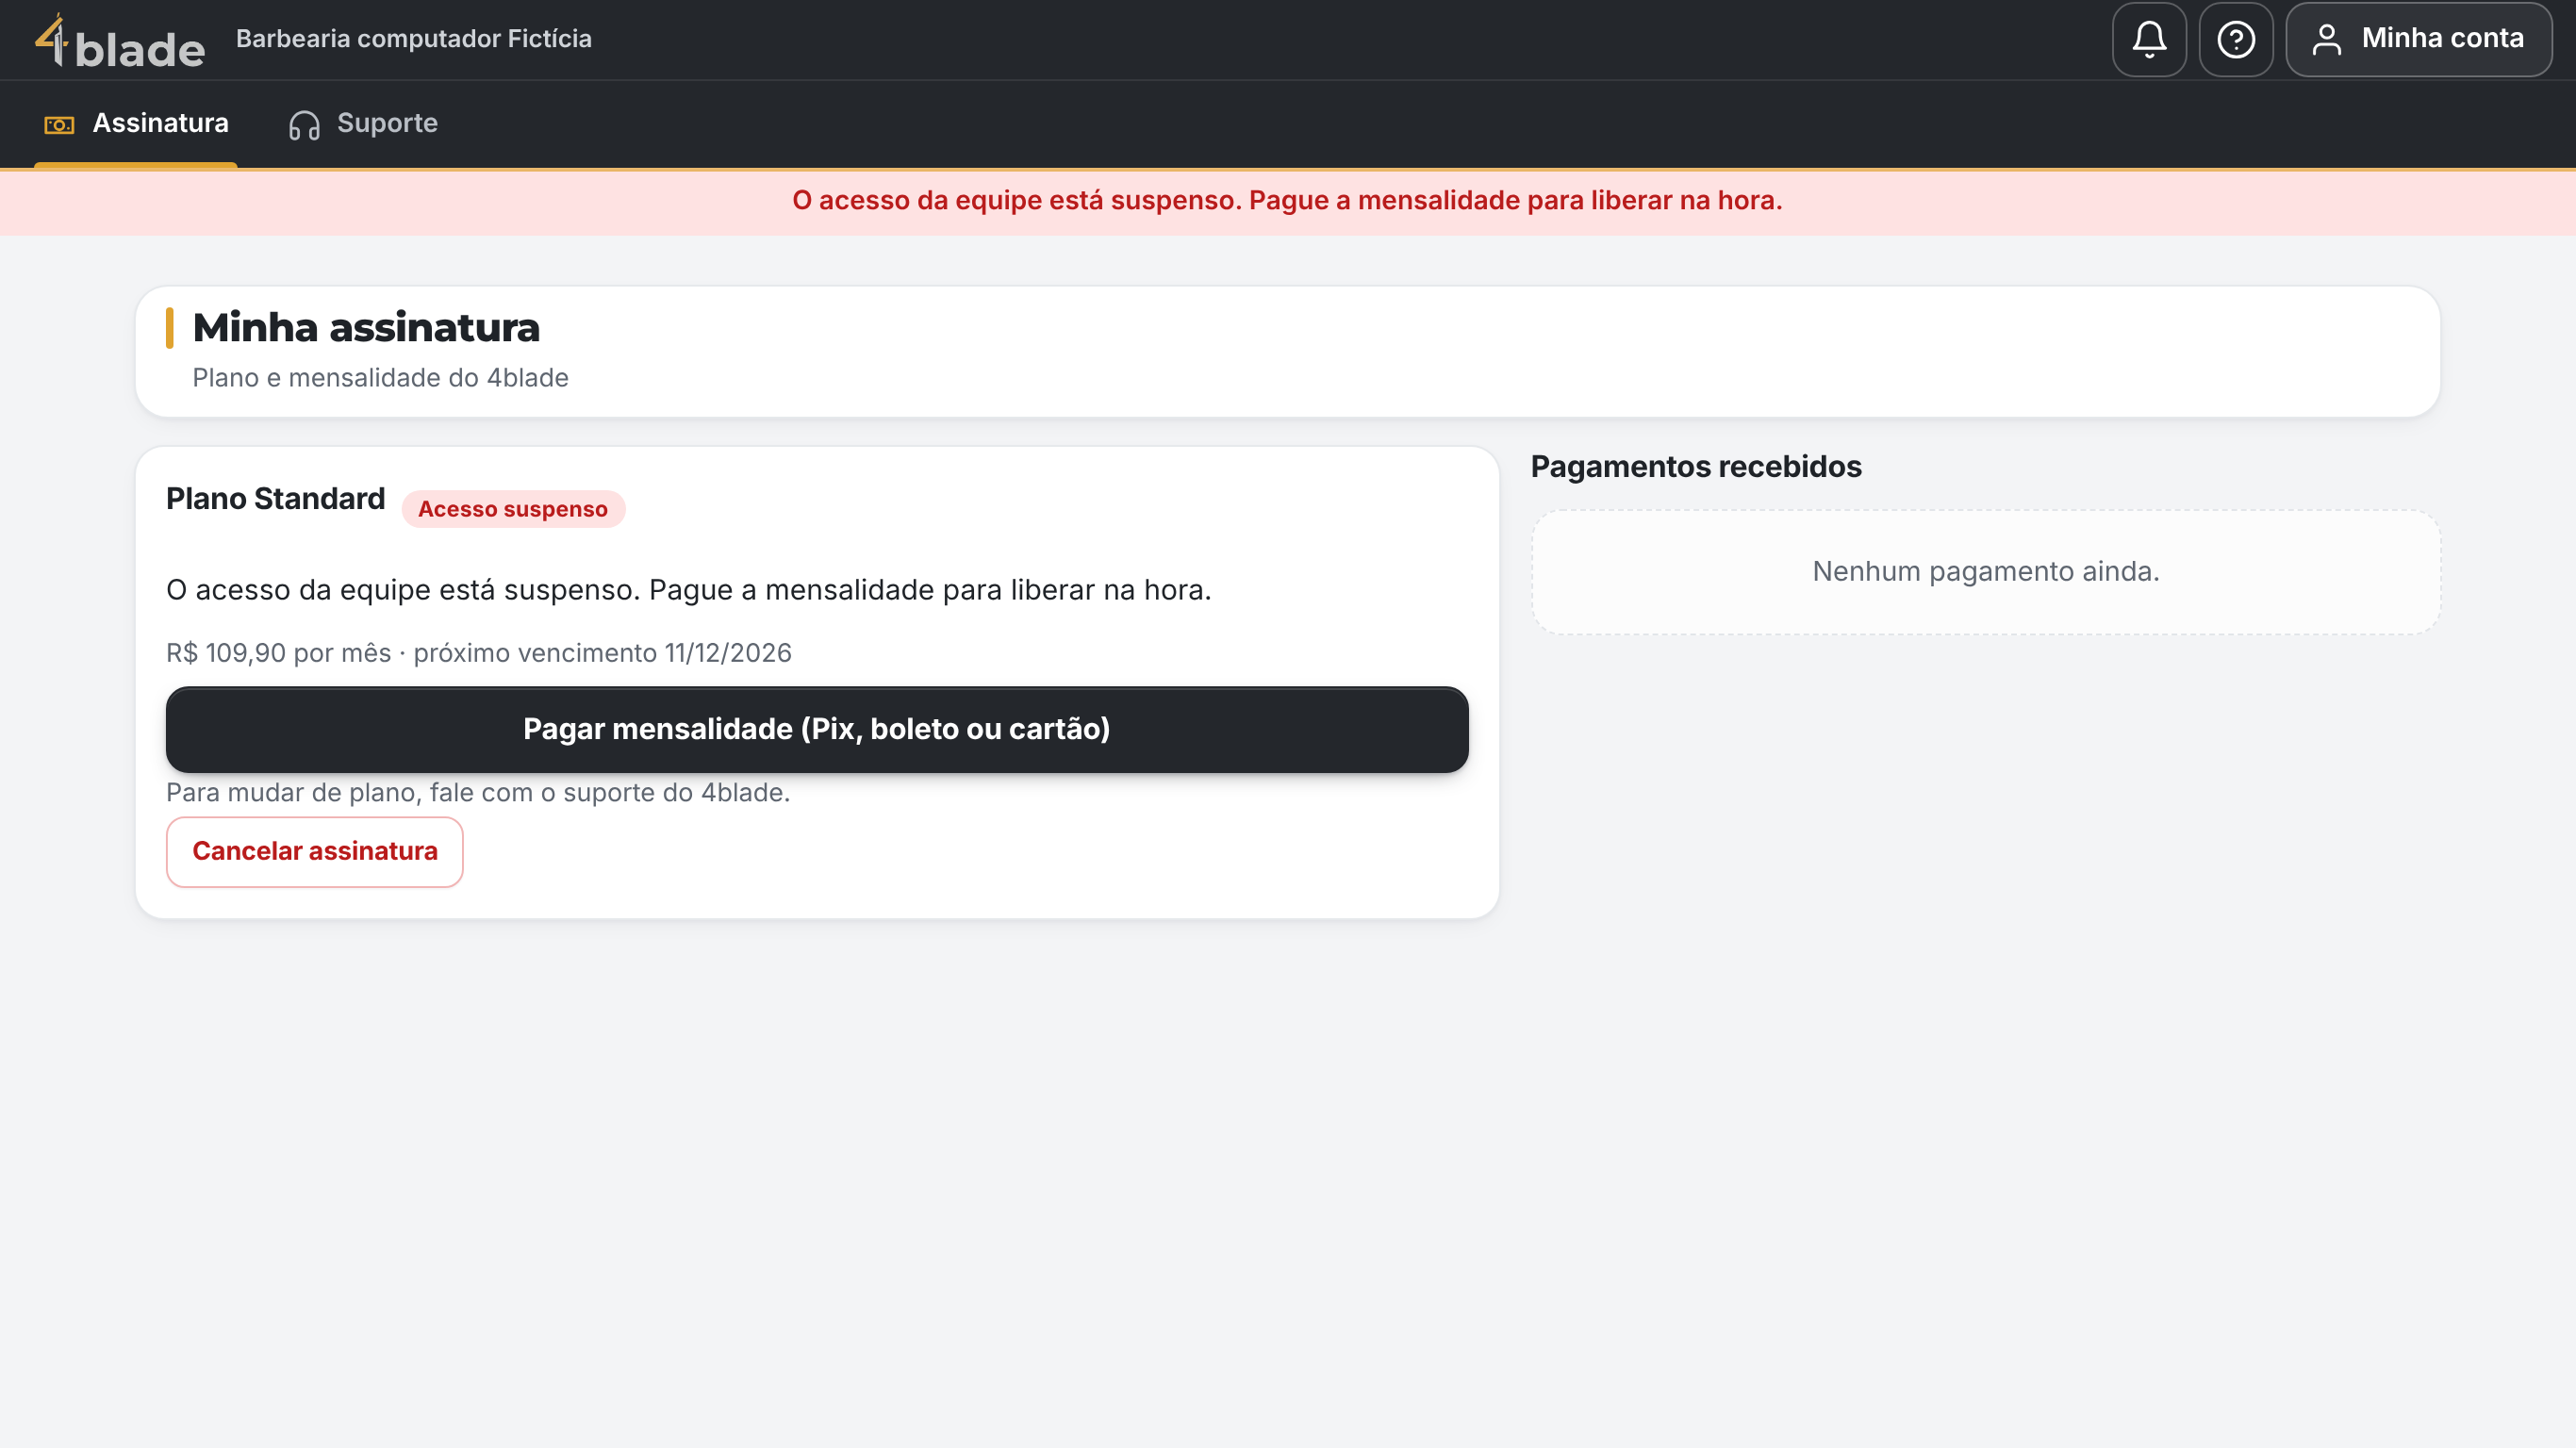 4blade
Barbearia computador Fictícia
Minha conta
Assinatura
Suporte
O acesso da equipe está suspenso. Pague a mensalidade para liberar na hora.
Minha assinatura
Plano e mensalidade do 4blade
Plano Standard
Acesso suspenso
O acesso da equipe está suspenso. Pague a mensalidade para liberar na hora.
R$ 109,90 por mês · próximo vencimento 11/12/2026
Pagar mensalidade (Pix, boleto ou cartão)
Para mudar de plano, fale com o suporte do 4blade.
Cancelar assinatura
Pagamentos recebidos
Nenhum pagamento ainda.